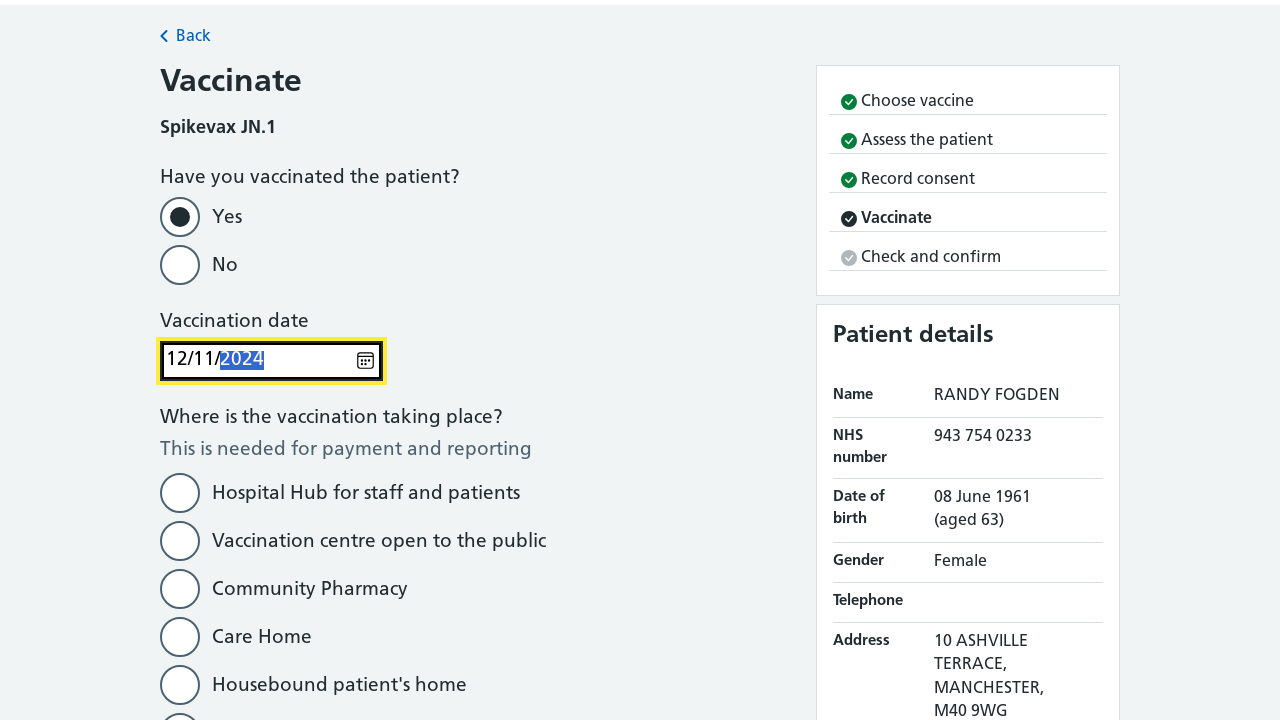 Back
Vaccinate
Spikevax JN.1
Have you vaccinated the patient?
Yes
No
Vaccination date
12/11/2024
Where is the vaccination taking place?
This is needed for payment and reporting
Hospital Hub for staff and patients
Vaccination centre open to the public
Community Pharmacy
Care Home
Housebound patient's home
Choose vaccine
Assess the patient
Record consent
Vaccinate
Check and confirm
Patient details
Name RANDY FOGDEN
NHS number 943 754 0233
Date of birth 08 June 1961
(aged 63)
Gender Female
Telephone
Address 10 ASHVILLE
TERRACE,
MANCHESTER,
M40 9WG